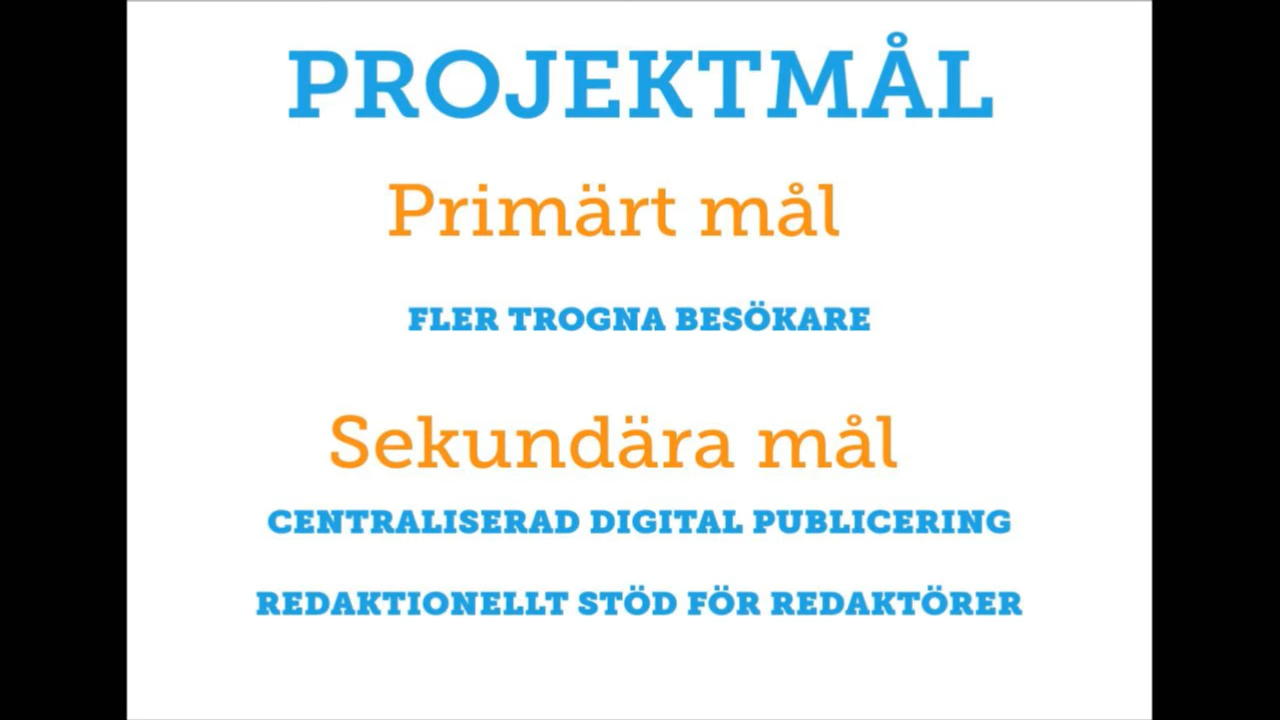 PROJEKTMÅL
Primärt mål
FLER TROGNA BESÖKARE
Sekundära mål
CENTRALISERAD DIGITAL PUBLICERING
REDAKTIONELLT STÖD FÖR REDAKTÖRER